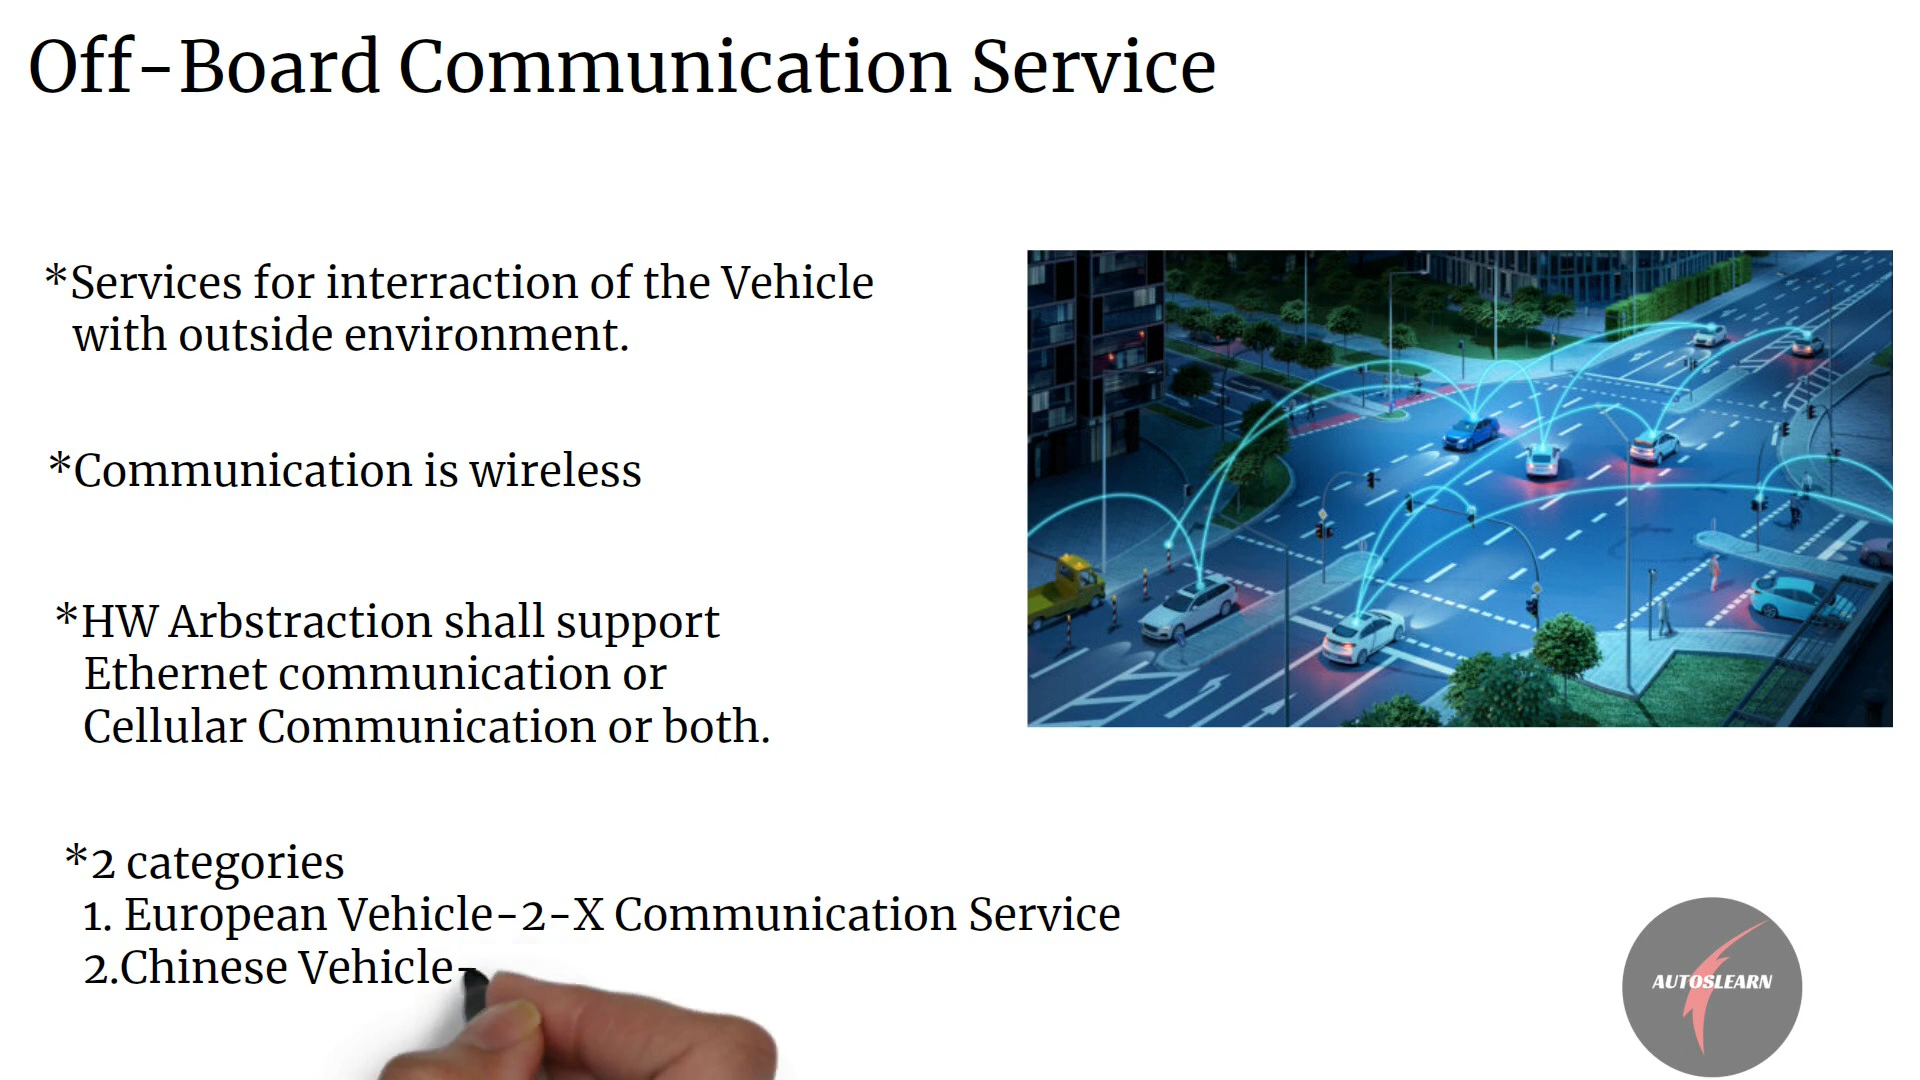 Off-Board Communication Service
*Services for interraction of the Vehicle
with outside environment.
*Communication is wireless
*HW Arbstraction shall support
Ethernet communication or
Cellular Communication or both.
*2 categories
1. European Vehicle-2-X Communication Service
2.Chinese Vehicle-
AUTOSLEARN